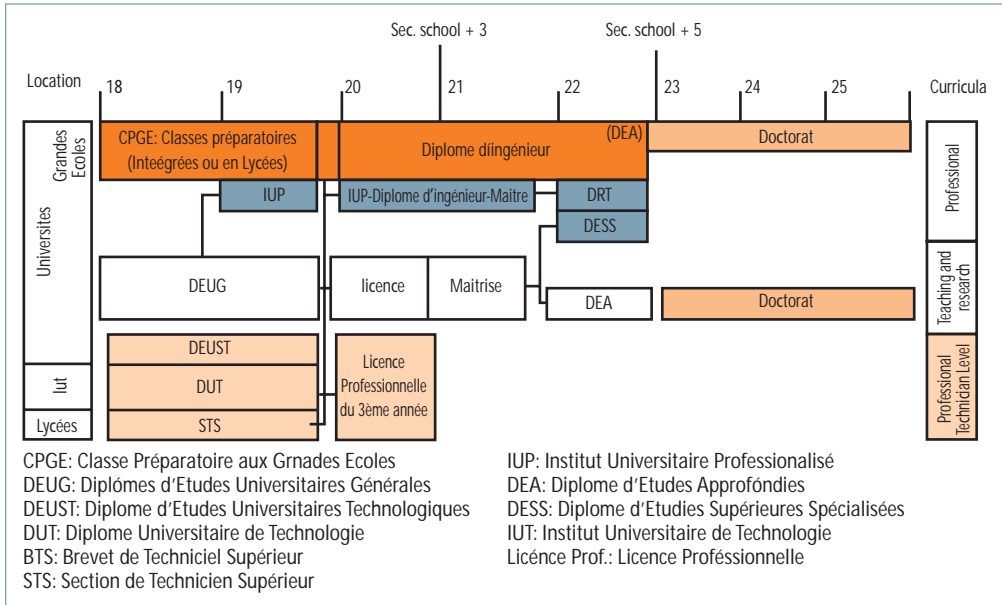 Sec. school + 3
Sec. school + 5
Location
18
19
20
21
22
23
24
25
Curricula
Grandes
Ecoles
CPGE: Classes préparatoires
(Inteégrées ou en Lycées)
Diplome diingénieur
(DEA)
Doctorat
Professional
Universites
IUP
IUP-Diplome d'ingénieur-Maitre
DRT
DESS
DEUG
licence
Maitrise
DEA
Doctorat
Teaching and
research
DEUST
Iut
DUT
Licence
Professionnelle
du 3ème année
Professional
Technician Level
Lycées
STS
CPGE: Classe Préparatoire aux Grnades Ecoles
DEUG: Diplómes d'Etudes Universitaires Générales
DEUST: Diplome d'Etudes Universitaires Technologiques
DUT: Diplome Universitaire de Technologie
BTS: Brevet de Techniciel Supérieur
STS: Section de Technicien Supérieur
IUP: Institut Universitaire Professionalisé
DEA: Diplome d'Etudes Approfóndies
DESS: Diplome d'Etudies Supérieures Spécialisées
IUT: Institut Universitaire de Technologie
Licénce Prof.: Licence Proféssionnelle